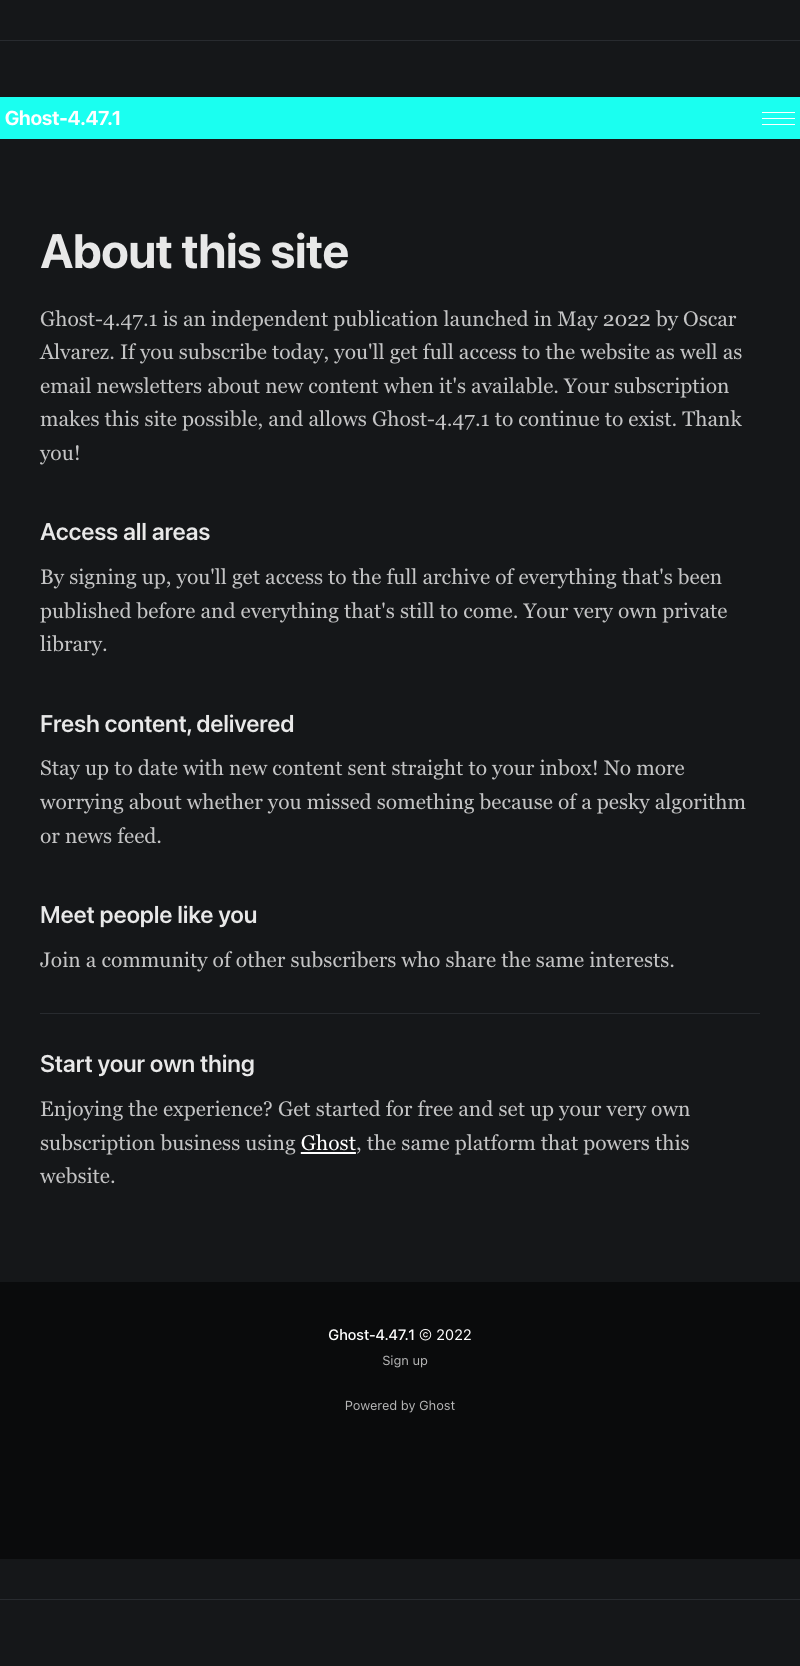 Ghost-4.47.1
About this site
Ghost-4.47.1 is an independent publication launched in May 2022 by Oscar
Alvarez. If you subscribe today, you'll get full access to the website as well as
email newsletters about new content when it's available. Your subscription
makes this site possible, and allows Ghost-4.47.1 to continue to exist. Thank
you!
Access all areas
By signing up, you'll get access to the full archive of everything that's been
published before and everything that's still to come. Your very own private
library.
Fresh content, delivered
Stay up to date with new content sent straight to your inbox! No more
worrying about whether you missed something because of a pesky algorithm
or news feed.
Meet people like you
Join a community of other subscribers who share the same interests.
Start your own thing
Enjoying the experience? Get started for free and set up your very own
subscription business using Ghost, the same platform that powers this
website.
Ghost-4.47.1 © 2022
Sign up
Powered by Ghost